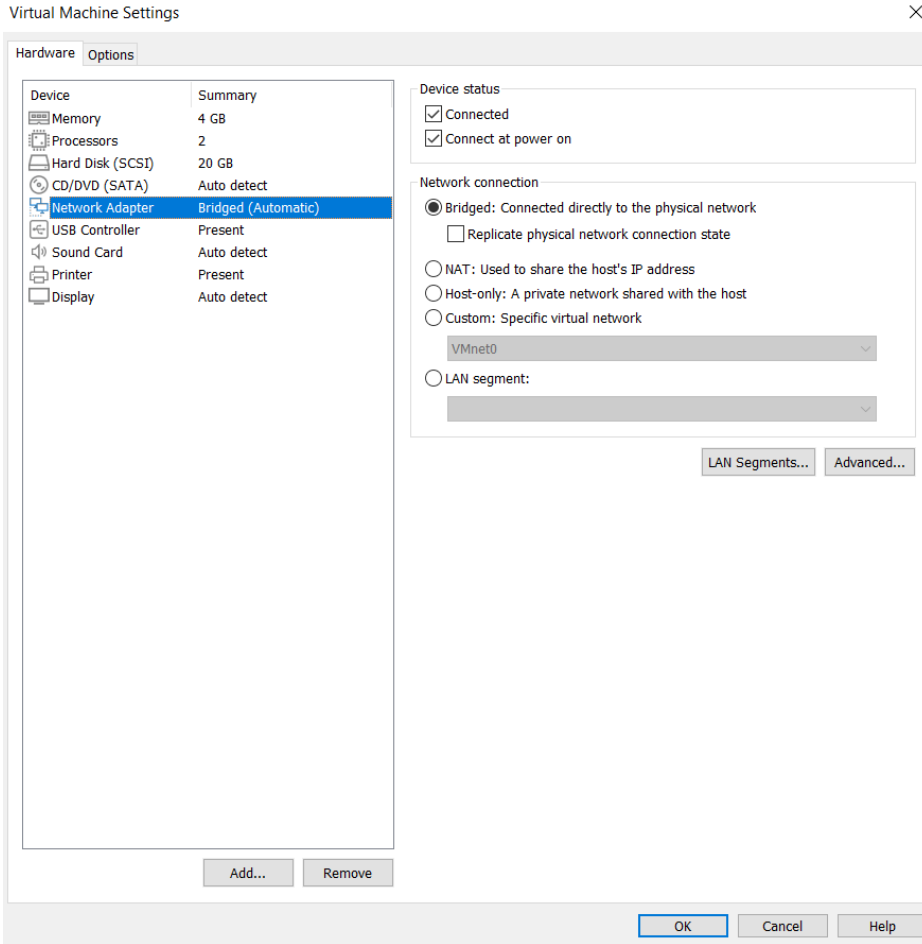 Virtual Machine Settings
Hardware
Options
Device Summary
Memory 4 GB
Processors 2
Hard Disk (SCSI) 20 GB
CD/DVD (SATA) Auto detect
Network Adapter Bridged (Automatic)
USB Controller Present
Sound Card Auto detect
Printer Present
Display Auto detect
Add...
Remove
Device status
Connected
Connect at power on
Network connection
Bridged: Connected directly to the physical network
Replicate physical network connection state
NAT: Used to share the host's IP address
Host-only: A private network shared with the host
Custom: Specific virtual network
VMnet0
LAN segment:
LAN Segments...
Advanced...
OK
Cancel
Help